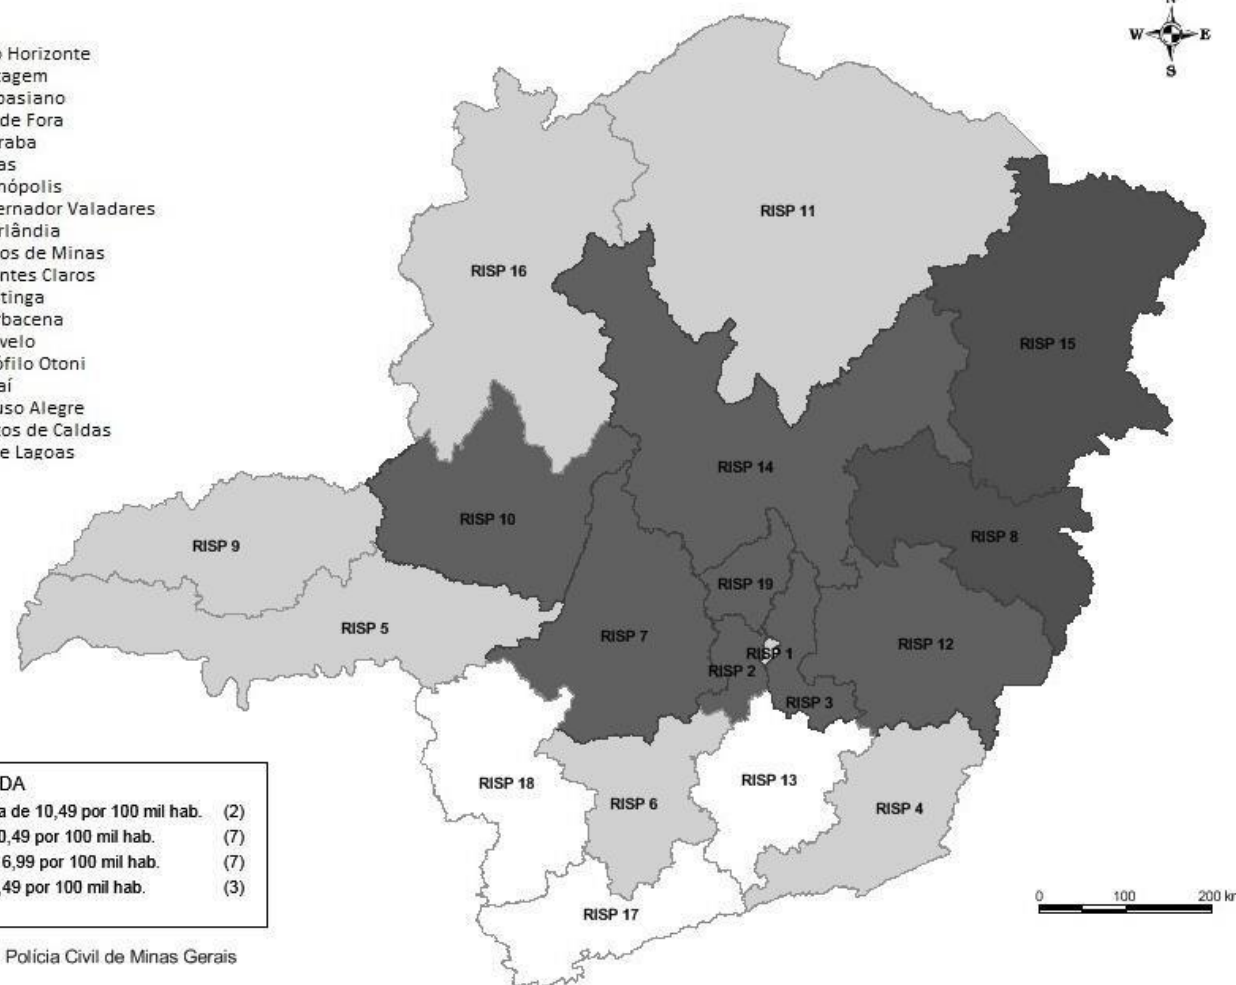 N
W E
S
o Horizonte
tagem
pasiano
de Fora
raba
as
nópolis
ernador Valadares
rlândia
os de Minas
ntes Claros
tinga
rbacena
velo
ófilo Otoni
aí
uso Alegre
os de Caldas
e Lagoas
RISP 11
RISP 16
RISP 15
RISP 14
RISP 10
RISP 8
RISP 9
RISP 19
RISP 5
RISP 7
RISP 12
RISP 1
RISP 2
RISP 3
RISP 18
RISP 13
RISP 6
RISP 4
RISP 17
DA
a de 10,49 por 100 mil hab. (2)
0,49 por 100 mil hab. (7)
6,99 por 100 mil hab. (7)
,49 por 100 mil hab. (3)
Polícia Civil de Minas Gerais
0 100 200 km